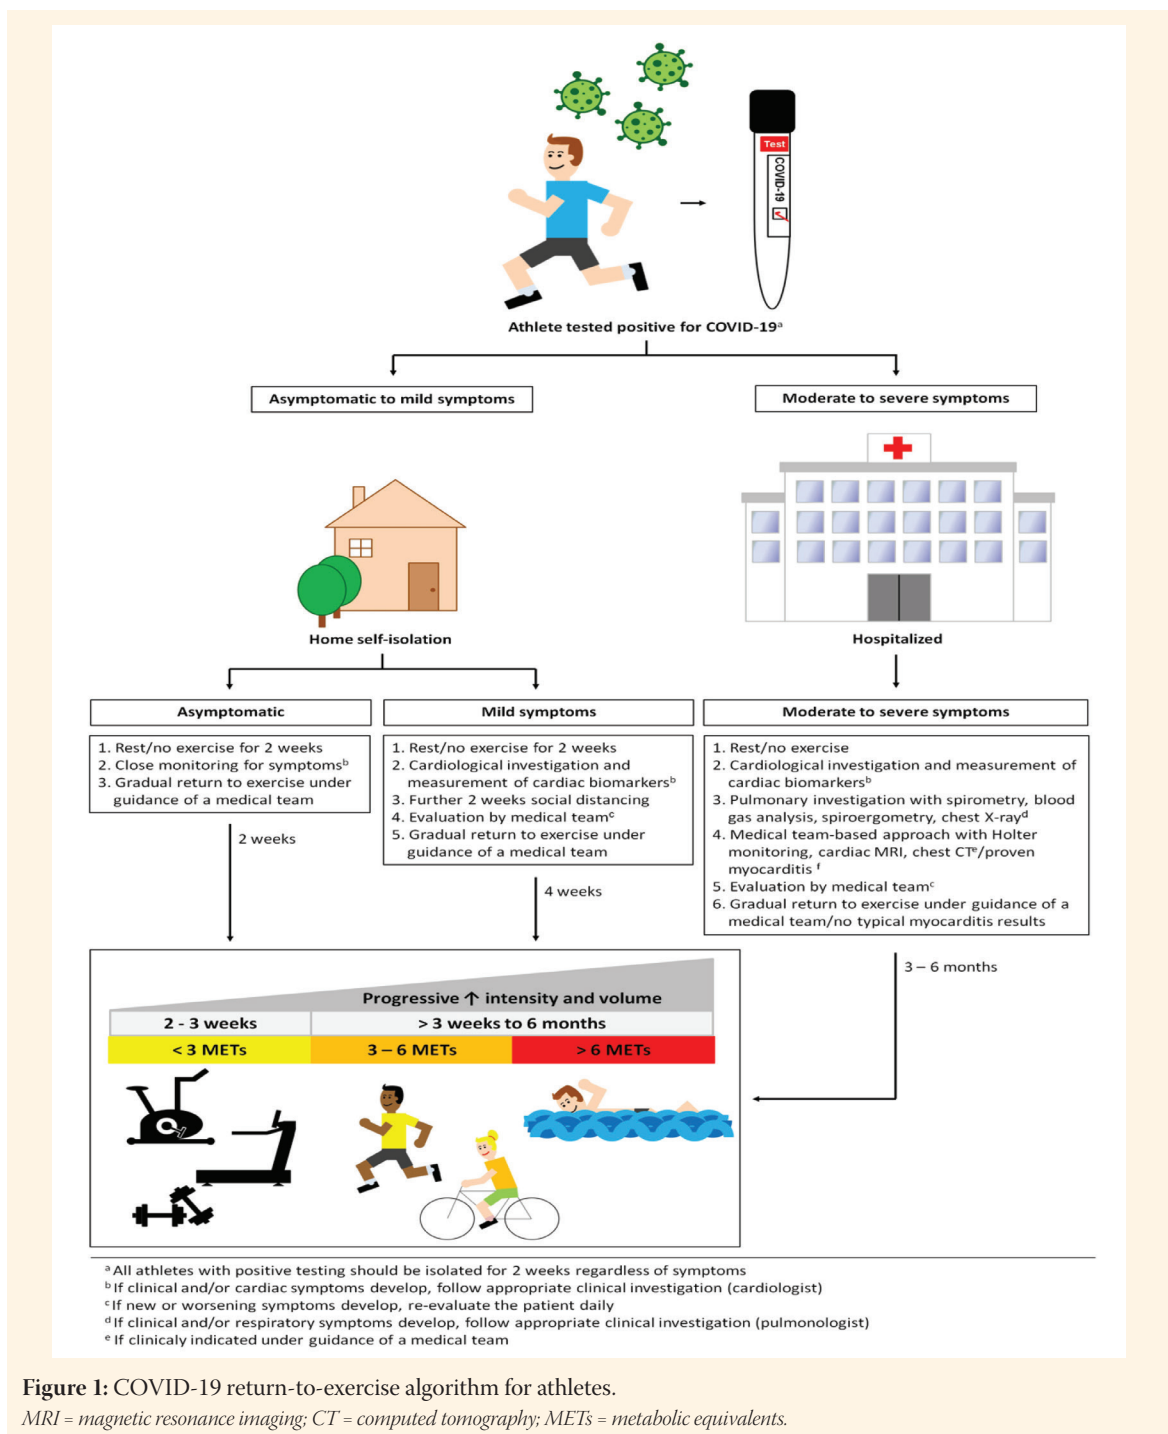 Test
COVID-19
Athlete tested positive for COVID-19ᵃ
Asymptomatic to mild symptoms
Moderate to severe symptoms
Home self-isolation
Hospitalized
Asymptomatic
1. Rest/no exercise for 2 weeks
2. Close monitoring for symptomsᵇ
3. Gradual return to exercise under
guidance of a medical team
2 weeks
Mild symptoms
1. Rest/no exercise for 2 weeks
2. Cardiological investigation and
measurement of cardiac biomarkersᵇ
3. Further 2 weeks social distancing
4. Evaluation by medical teamᶜ
5. Gradual return to exercise under
guidance of a medical team
4 weeks
Moderate to severe symptoms
1. Rest/no exercise
2. Cardiological investigation and measurement of
cardiac biomarkersᵇ
3. Pulmonary investigation with spirometry, blood
gas analysis, spiroergometry, chest X-rayᵈ
4. Medical team-based approach with Holter
monitoring, cardiac MRI, chest CTᵉ/proven
myocarditis ᶠ
5. Evaluation by medical teamᶜ
6. Gradual return to exercise under guidance of a
medical team/no typical myocarditis results
3 – 6 months
Progressive ↑ intensity and volume
2 - 3 weeks
> 3 weeks to 6 months
< 3 METs
3 – 6 METs
> 6 METs
ᵃ All athletes with positive testing should be isolated for 2 weeks regardless of symptoms
ᵇ If clinical and/or cardiac symptoms develop, follow appropriate clinical investigation (cardiologist)
ᶜ If new or worsening symptoms develop, re-evaluate the patient daily
ᵈ If clinical and/or respiratory symptoms develop, follow appropriate clinical investigation (pulmonologist)
ᵉ If clinicaly indicated under guidance of a medical team
Figure 1: COVID-19 return-to-exercise algorithm for athletes.
MRI = magnetic resonance imaging; CT = computed tomography; METs = metabolic equivalents.